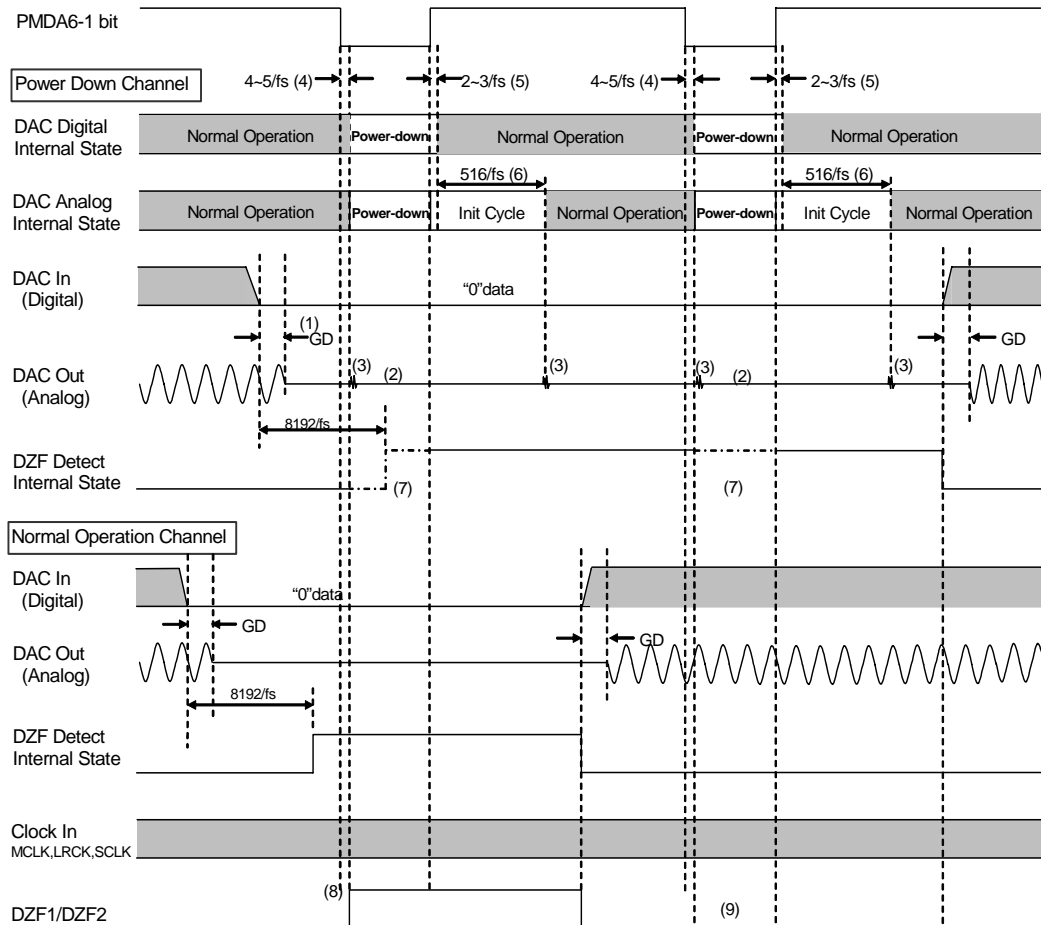 PMDA6-1 bit
4~5/fs (4)
2~3/fs (5)
4~5/fs (4)
2~3/fs (5)
Power Down Channel
DAC Digital
Internal State
Normal Operation
Power-down
Normal Operation
Power-down
Normal Operation
516/fs (6)
516/fs (6)
DAC Analog
Internal State
Normal Operation
Power-down
Init Cycle
Normal Operation
Power-down
Init Cycle
Normal Operation
DAC In
(Digital)
“0”data
(1)
GD
GD
DAC Out
(Analog)
(3)
(2)
(3)
(3)
(2)
(3)
8192/fs
DZF Detect
Internal State
(7)
(7)
Normal Operation Channel
DAC In
(Digital)
“0”data
GD
GD
DAC Out
(Analog)
8192/fs
DZF Detect
Internal State
Clock In
MCLK,LRCK,SCLK
(8)
DZF1/DZF2
(9)